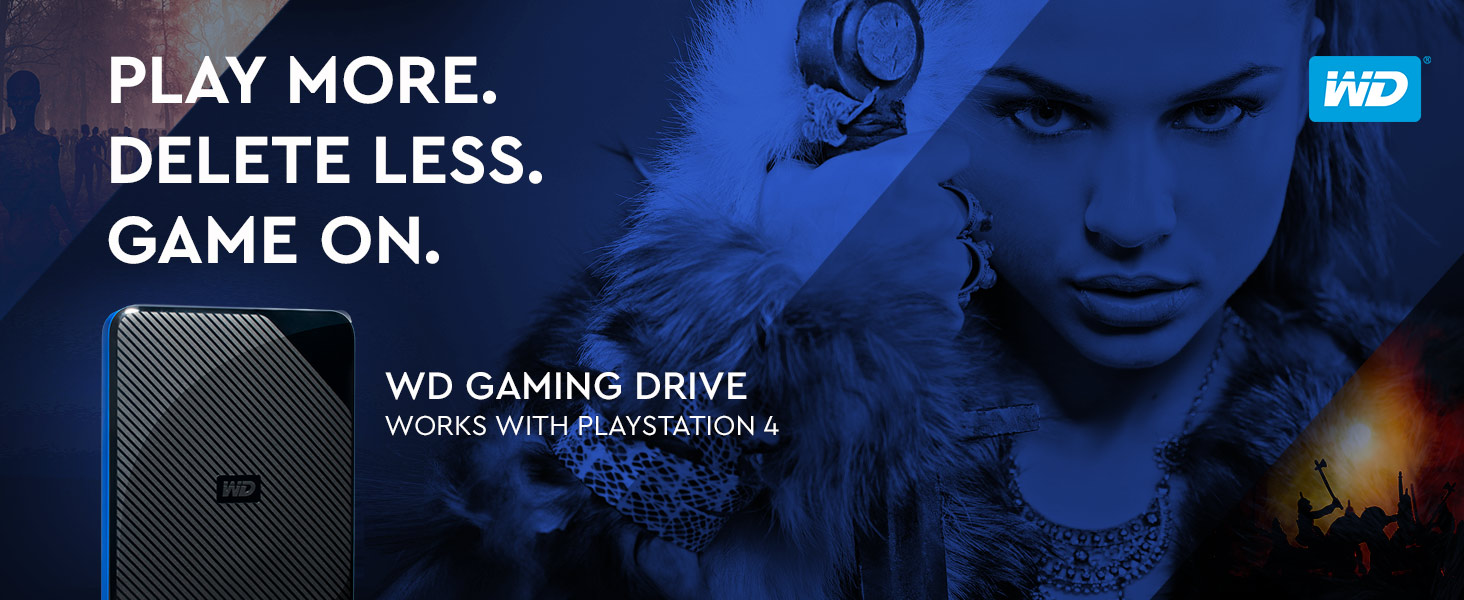 PLAY MORE.
DELETE LESS.
GAME ON.
WD®
WD GAMING DRIVE
WORKS WITH PLAYSTATION 4
WD